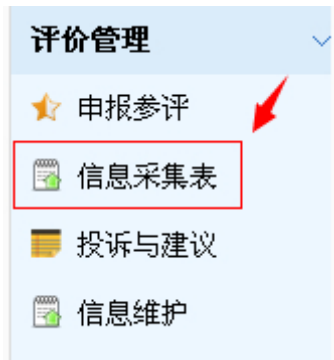 评价管理
申报参评
信息采集表
投诉与建议
信息维护